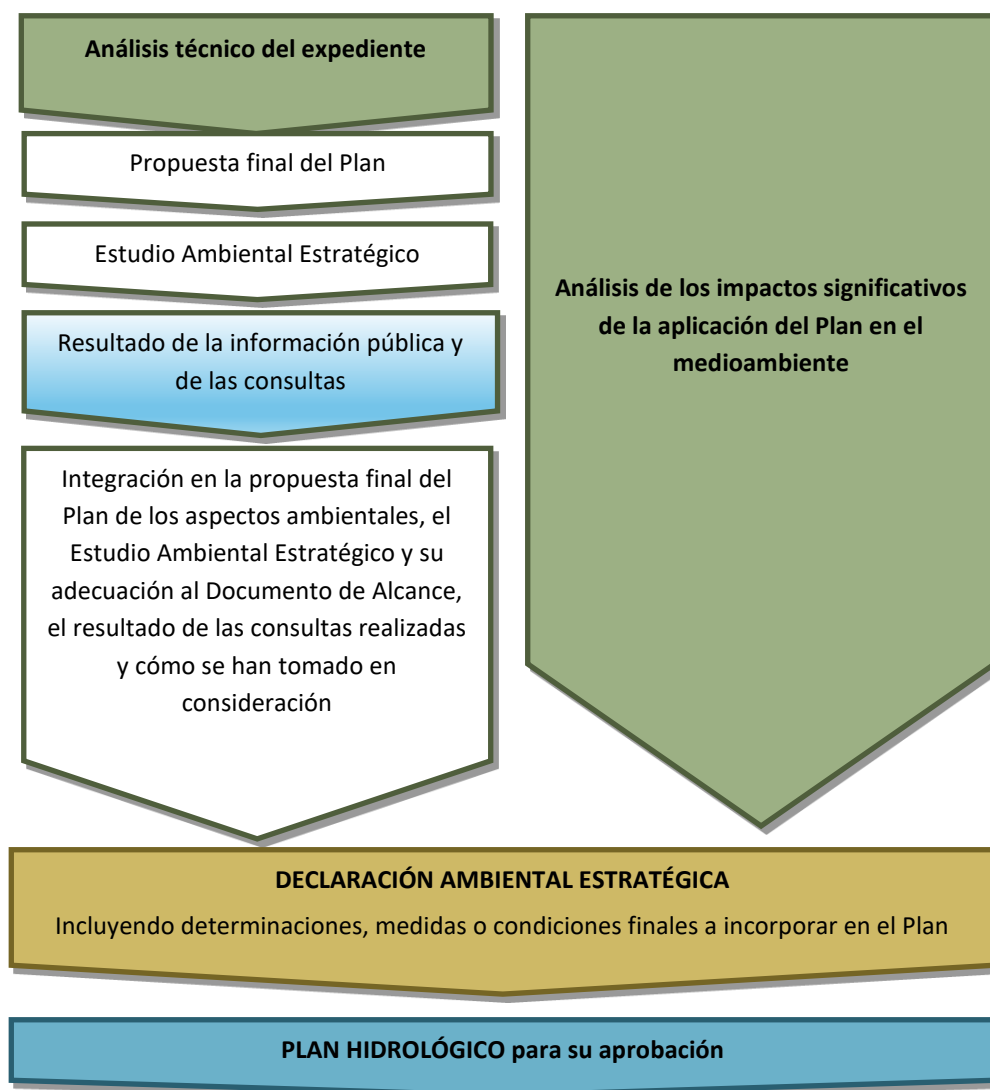 Análisis técnico del expediente
Propuesta final del Plan
Estudio Ambiental Estratégico
Resultado de la información pública y
de las consultas
Integración en la propuesta final del
Plan de los aspectos ambientales, el
Estudio Ambiental Estratégico y su
adecuación al Documento de Alcance,
el resultado de las consultas realizadas
y cómo se han tomado en
consideración
Análisis de los impactos significativos
de la aplicación del Plan en el
medioambiente
DECLARACIÓN AMBIENTAL ESTRATÉGICA
Incluyendo determinaciones, medidas o condiciones finales a incorporar en el Plan
PLAN HIDROLÓGICO para su aprobación